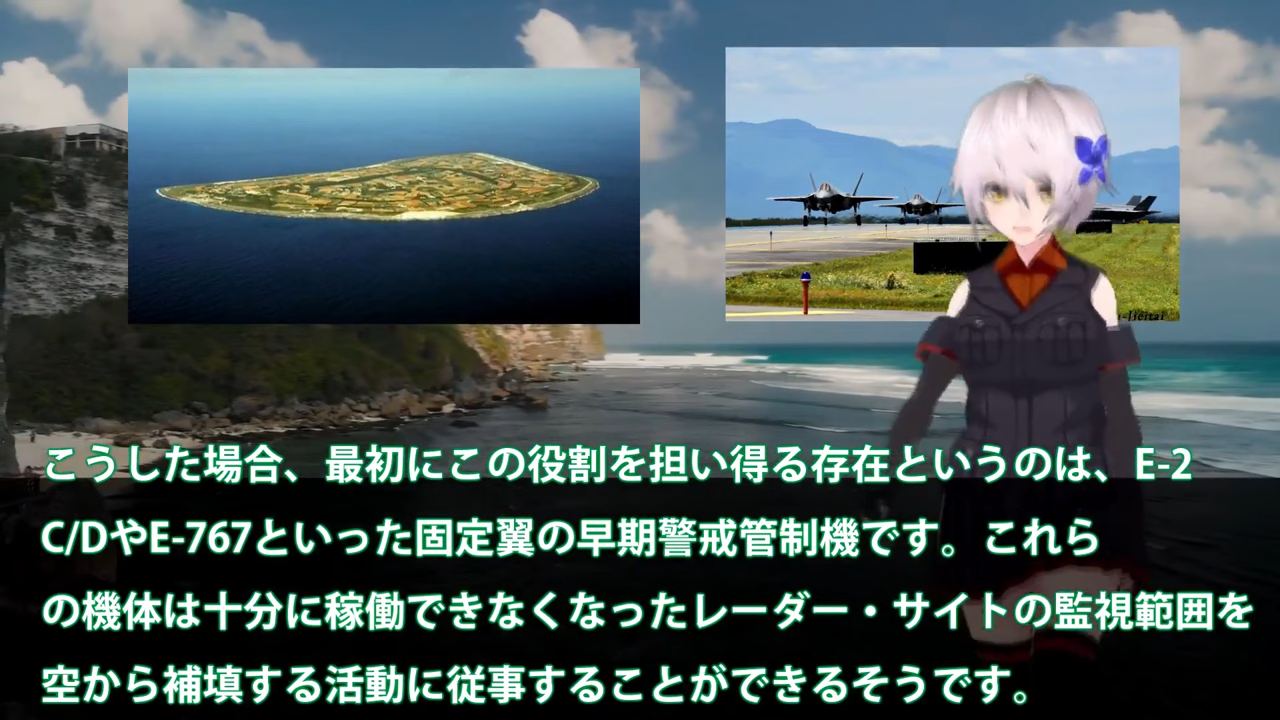 こうした場合、最初にこの役割を担い得る存在というのは、E-2
C/DやE-767といった固定翼の早期警戒管制機です。これら
の機体は十分に稼働できなくなったレーダー・サイトの監視範囲を
空から補填する活動に従事することができるそうです。